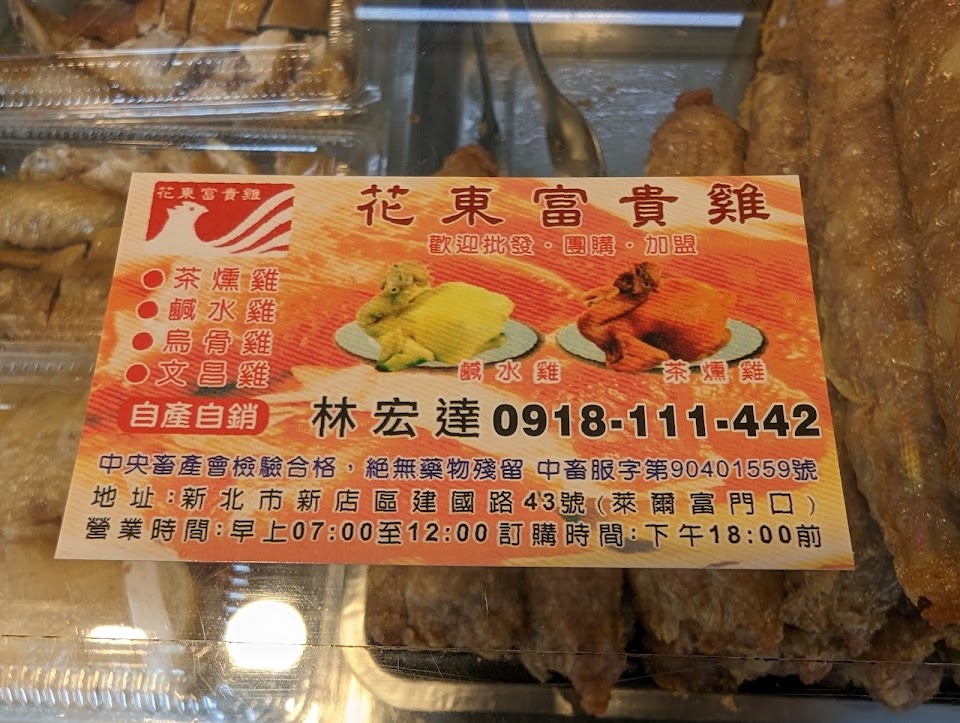 花東富貴雞
花東富貴雞
歡迎批發·團購·加盟
●茶燻雞
●鹹水雞
●烏骨雞
●文昌雞
鹹水雞
茶燻雞
自產自銷
林宏達0918-111-442
中央畜產會檢驗合格，絕無藥物殘留 中畜服字第90401559號
地址:新北市新店區建國路43號(萊爾富門口)
營業時間:早上07:00至12:00 訂購時間:下午18:00前